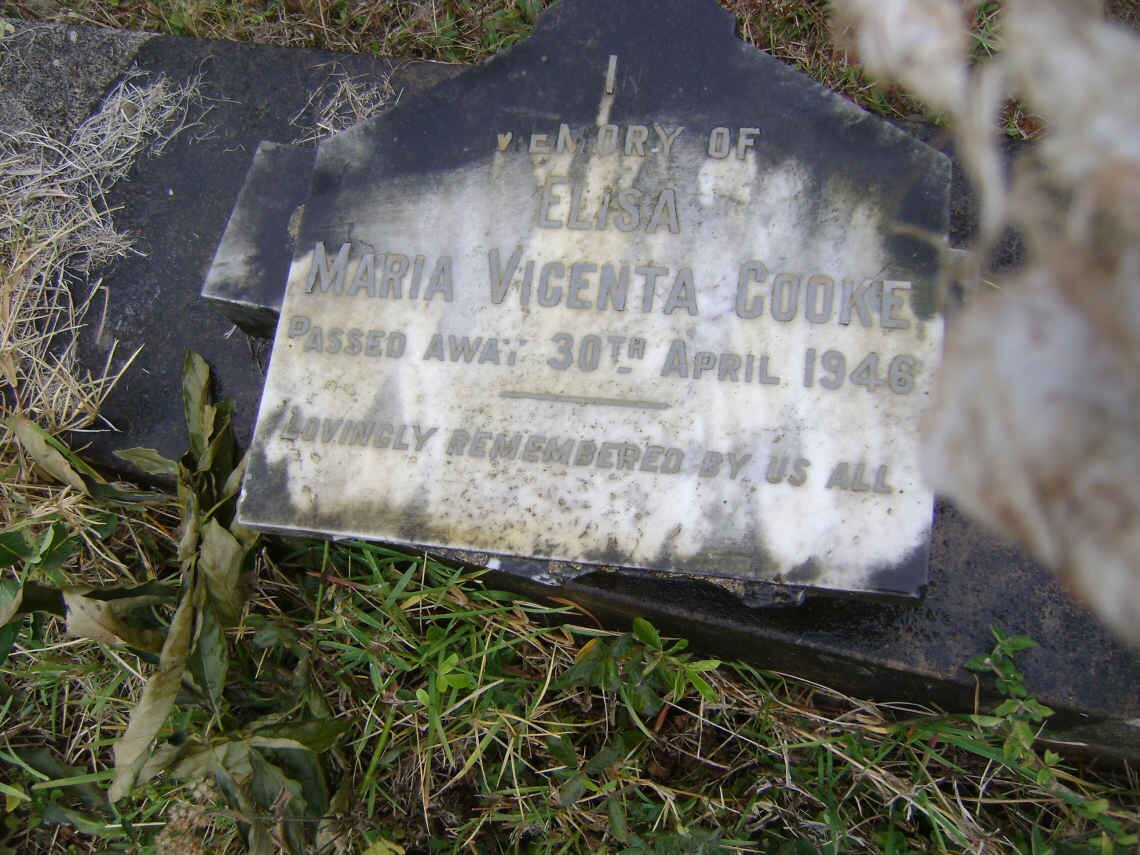 I
MEMORY OF
ELISA
MARIA VICENTA COOKE
PASSED AWAY 30TH APRIL 1946
LOVINGLY REMEMBERED BY US ALL